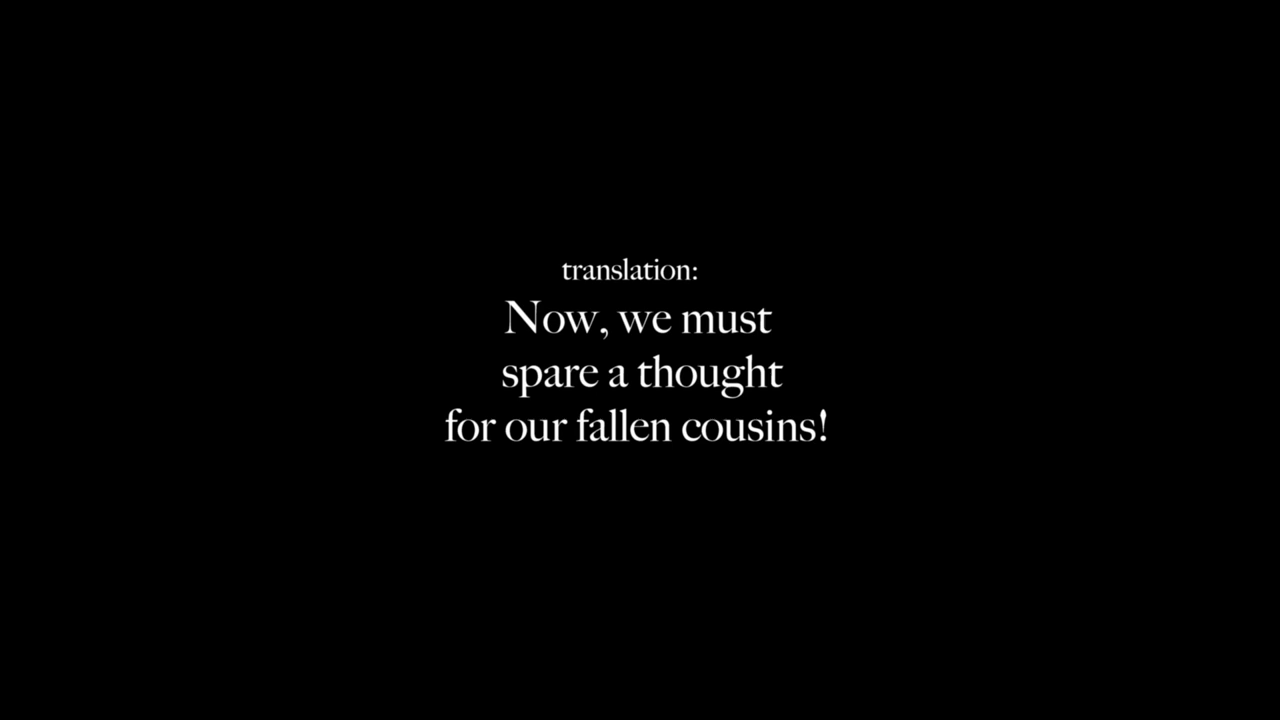 translation:
Now, we must
spare a thought
for our fallen cousins!